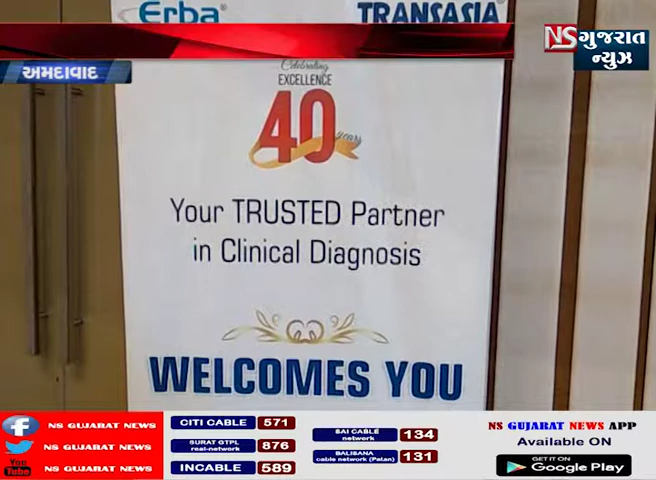 Erba®
TRANSASIA
NS ગુજરાત
ન્યુઝ
અમદાવાદ
Celebrating
EXCELLENCE
40 years
Your TRUSTED Partner
in Clinical Diagnosis
WELCOMES YOU
NS GUJARAT NEWS
NS GUJARAT NEWS
You Tube NS GUJARAT NEWS
CITI CABLE 571
SURAT GTPL
real-network 876
INCABLE 589
SAI CABLE
network 134
BALISANA
cable network (Patan) 131
NS GUJARAT NEWS APP
Available ON
GET IT ON
Google Play